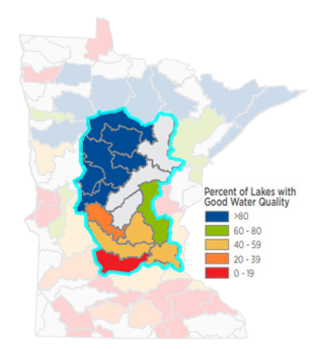 Percent of Lakes with
Good Water Quality
>80
60 - 80
40 - 59
20 - 39
0 - 19